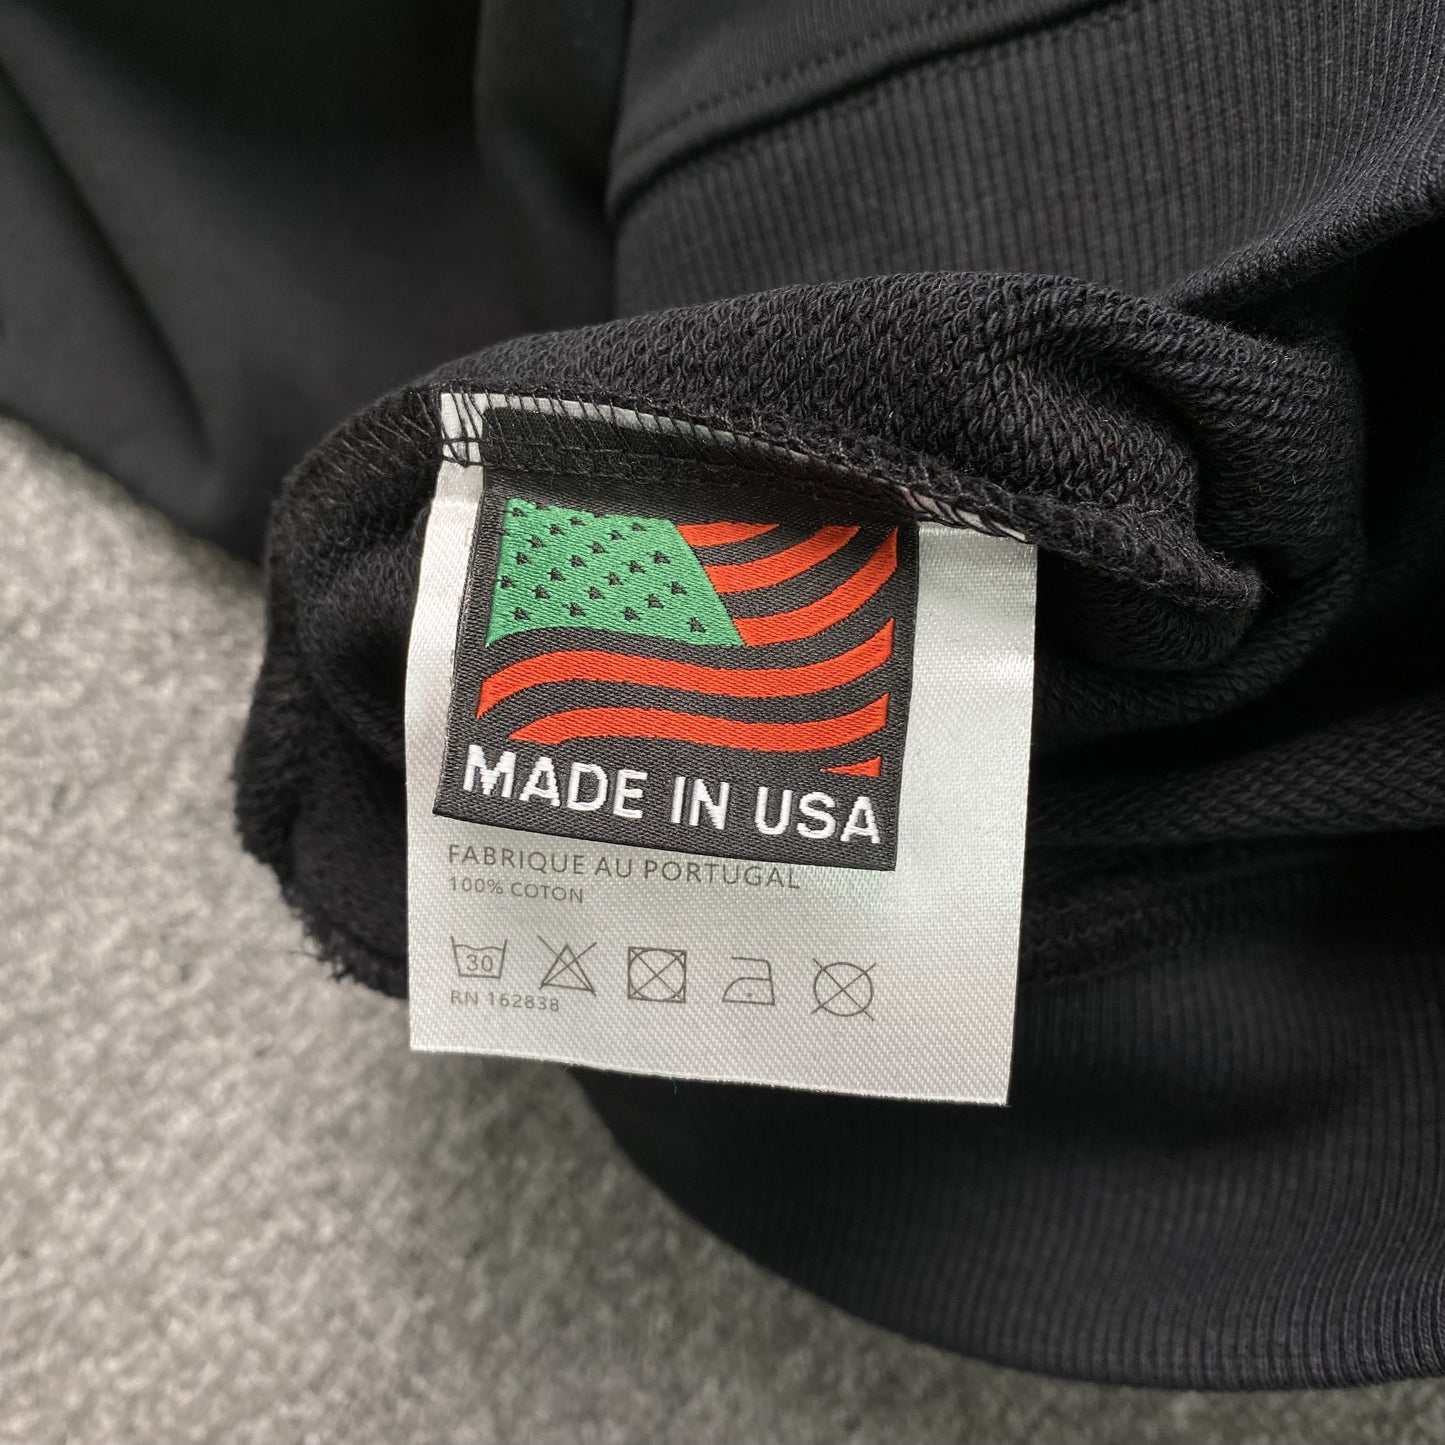 MADE IN USA
FABRIQUE AU PORTUGAL
100% COTON
30
RN 162838